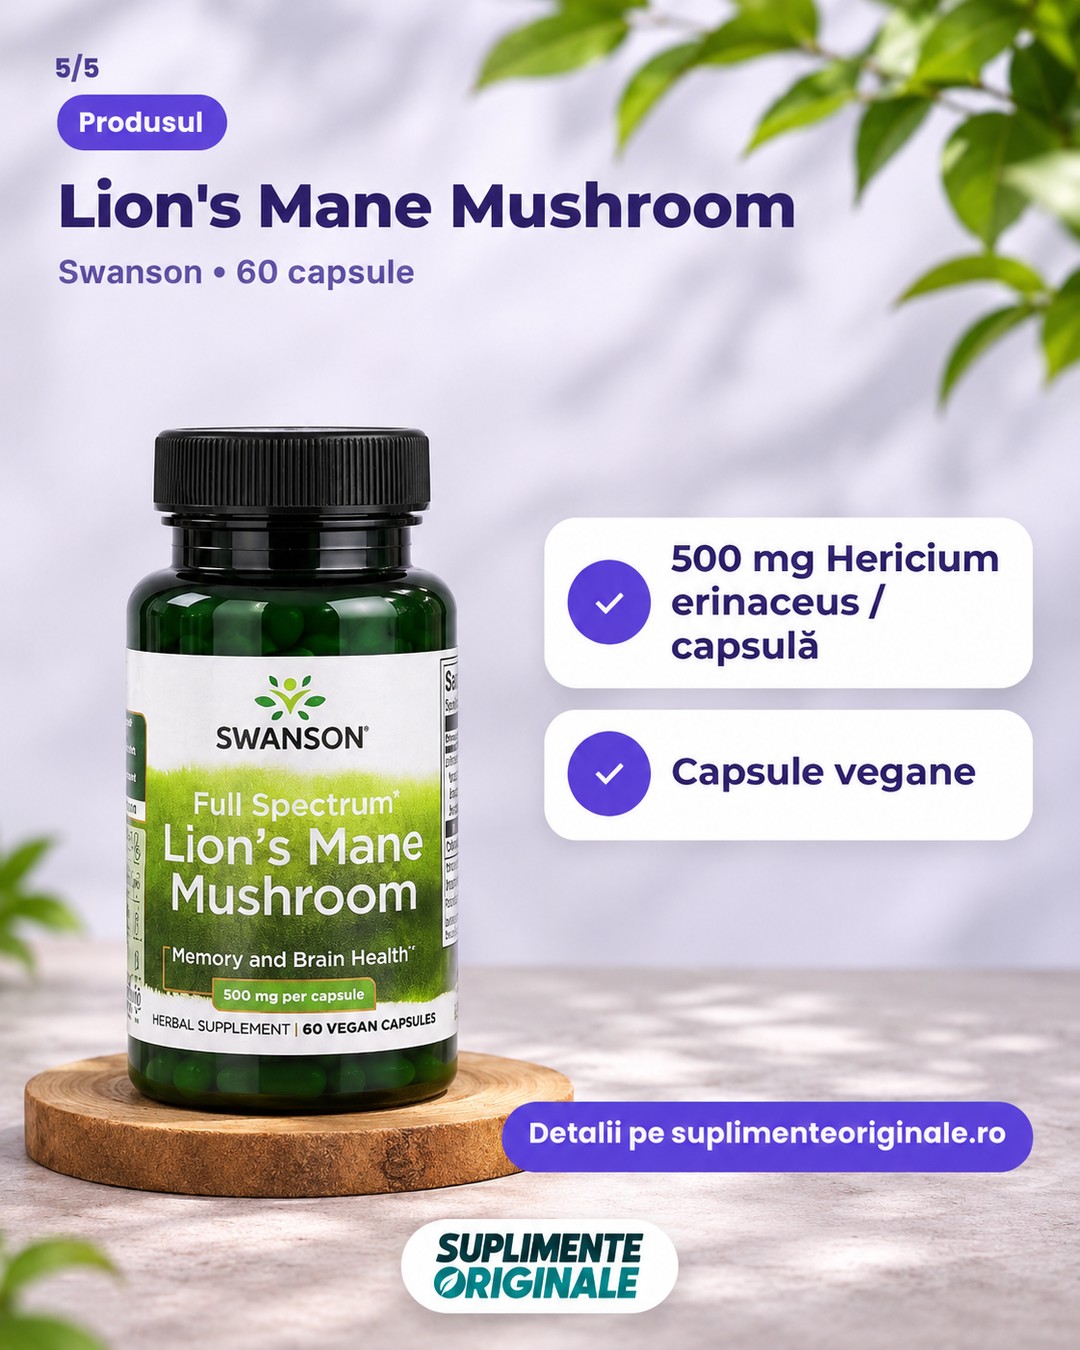 5/5
Produsul
Lion's Mane Mushroom
Swanson • 60 capsule
500 mg Hericium
erinaceus /
capsulă
Capsule vegane
SWANSON®
Full Spectrum*
Lion’s Mane
Mushroom
Memory and Brain Health
500 mg per capsule
HERBAL SUPPLEMENT | 60 VEGAN CAPSULES
Detalii pe suplimenteoriginale.ro
SUPLIMENTE
ORIGINALE